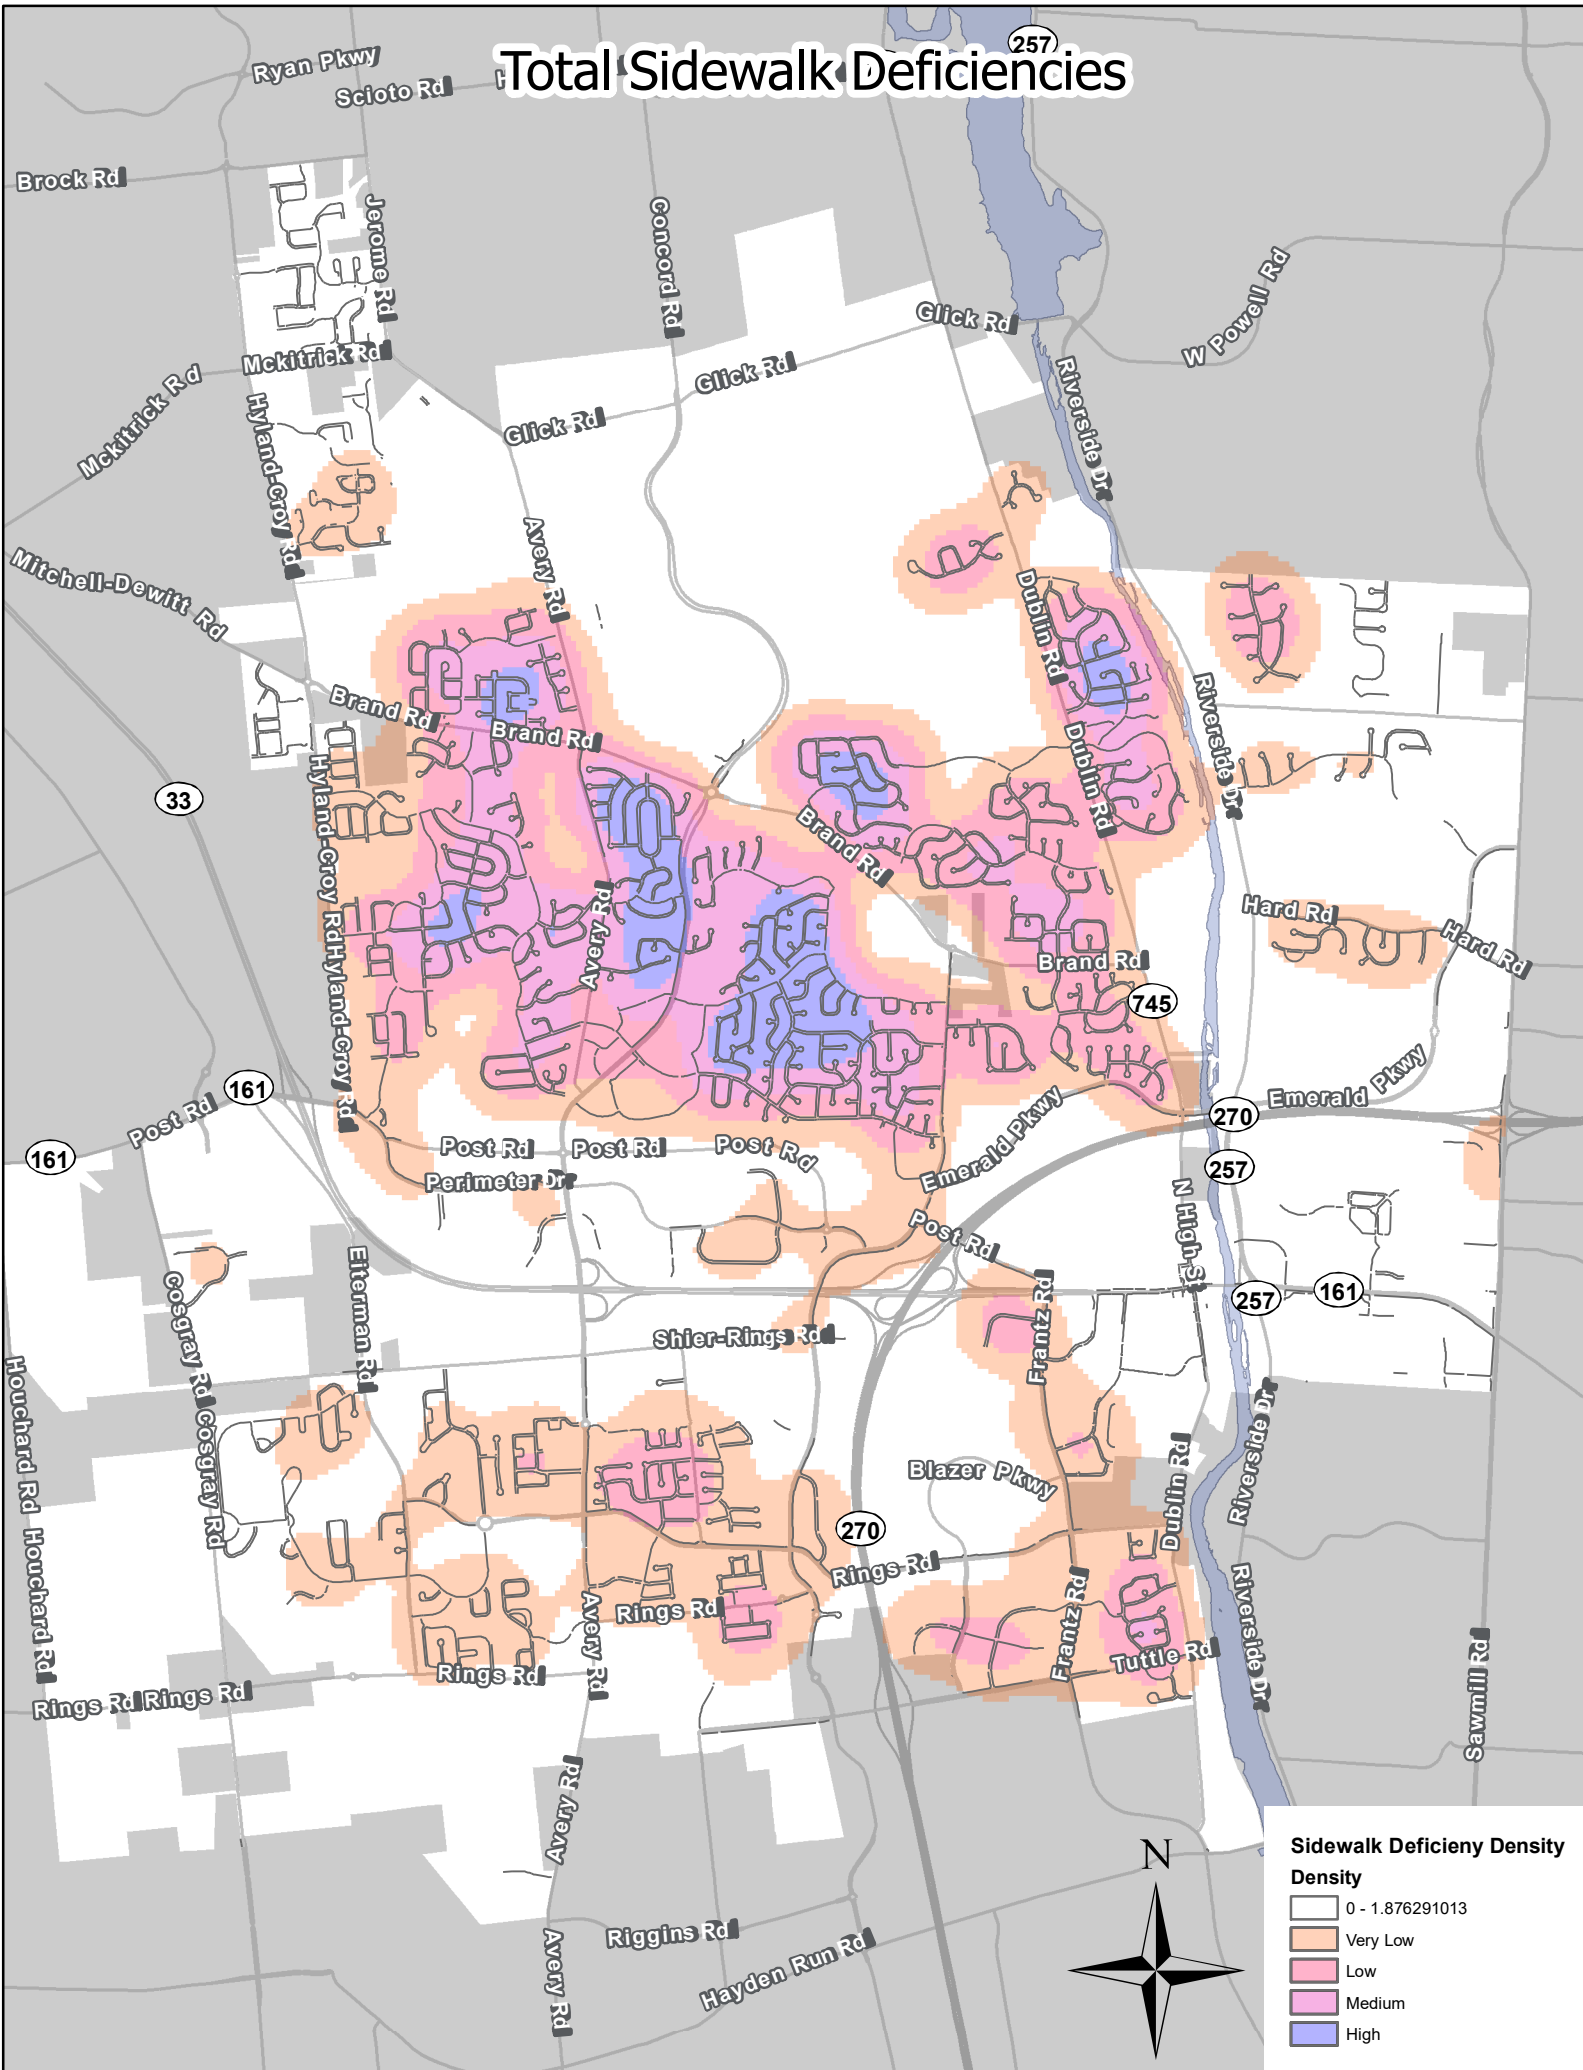 257
Total Sidewalk Deficiencies
Ryan Pkwy
Scioto Rd
Brock Rd
Jerome Rd
Concord Rd
W Powell Rd
Glick Rd
Mckitrick Rd
Mckitrick Rd
Glick Rd
Glick Rd
Riverside Dr
Hyland-Croy Rd
Avery Rd
Mitchell-Dewitt Rd
Dublin Rd
Brand Rd
Brand Rd
Riverside Dr
Dublin Rd
33
Hyland-Croy Rd
Brand Rd
Avery Rd
Hard Rd
Hard Rd
Brand Rd
Hyland-Croy Rd
745
161
Post Rd
161
270
Emerald Pkwy
Post Rd
Post Rd
Post Rd
Emerald Pkwy
Perimeter Dr
257
N High St
Post Rd
Eiterman Rd
Cosgray Rd
Frantz Rd
257
161
Shier-Rings Rd
Houchard Rd
Cosgray Rd
Riverside Dr
Dublin Rd
Blazer Pkwy
270
Rings Rd
Houchard Rd
Avery Rd
Rings Rd
Frantz Rd
Riverside Dr
Tuttle Rd
Rings Rd
Rings Rd
Rings Rd
Sawmill Rd
Avery Rd
N
Riggins Rd
Avery Rd
Hayden Run Rd
Sidewalk Deficieny Density
Density
0 - 1.876291013
Very Low
Low
Medium
High